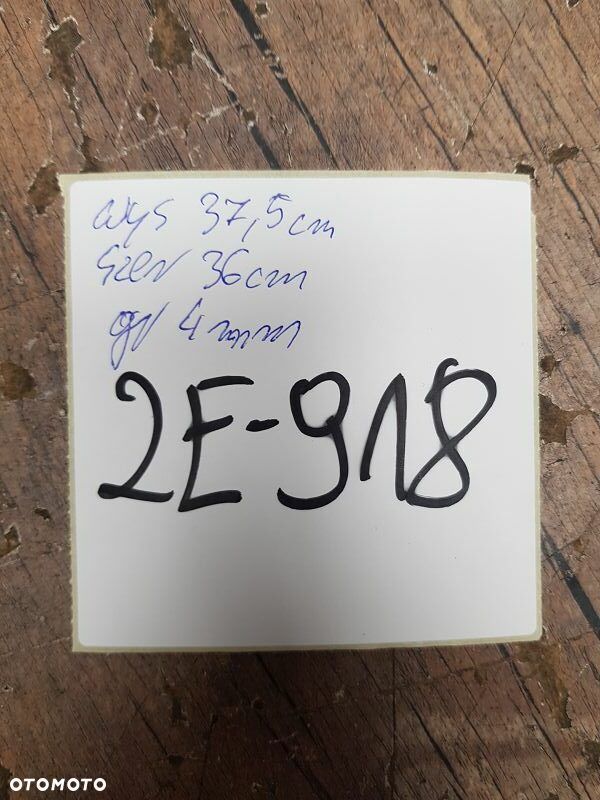 wys 37,5cm
szer 36cm
gr 4mm
2E-918
OTOMOTO